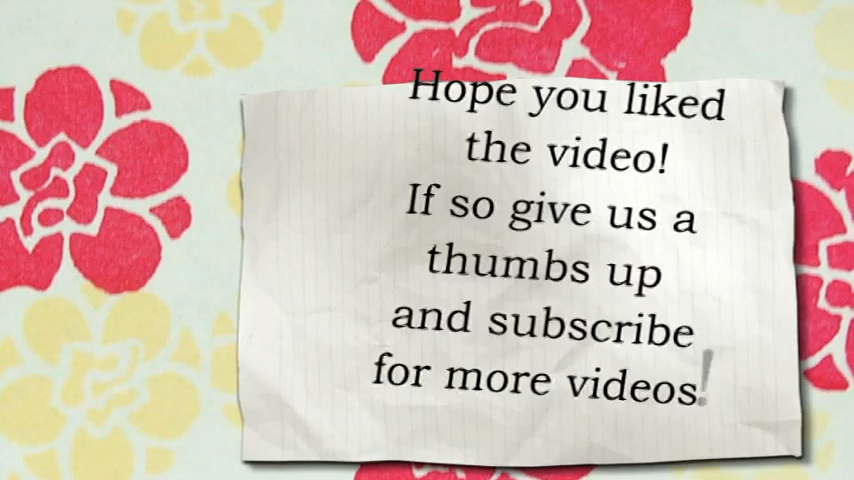 Hope you liked
the video!
If so give us a
thumbs up
and subscribe
for more videos!